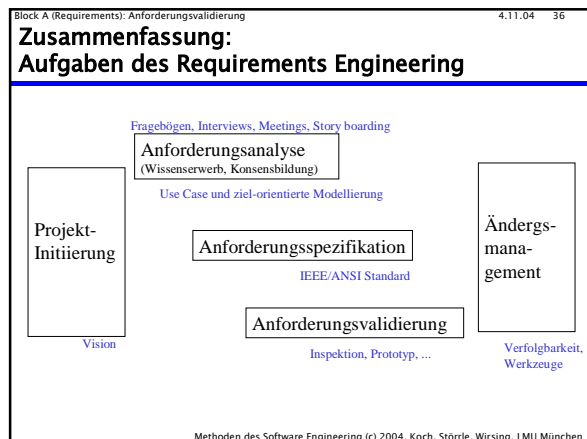 Block A (Requirements): Anforderungsvalidierung 4.11.04 36
Zusammenfassung:
Aufgaben des Requirements Engineering
Fragebögen, Interviews, Meetings, Story boarding
Anforderungsanalyse
(Wissenserwerb, Konsensbildung)
Use Case und ziel-orientierte Modellierung
Projekt-
Initiierung
Vision
Anforderungsspezifikation
IEEE/ANSI Standard
Anforderungsvalidierung
Inspektion, Prototyp, ...
Ändergs-
mana-
gement
Verfolgbarkeit,
Werkzeuge
Methoden des Software Engineering (c) 2004, Koch, Störrle, Wirsing, LMU München